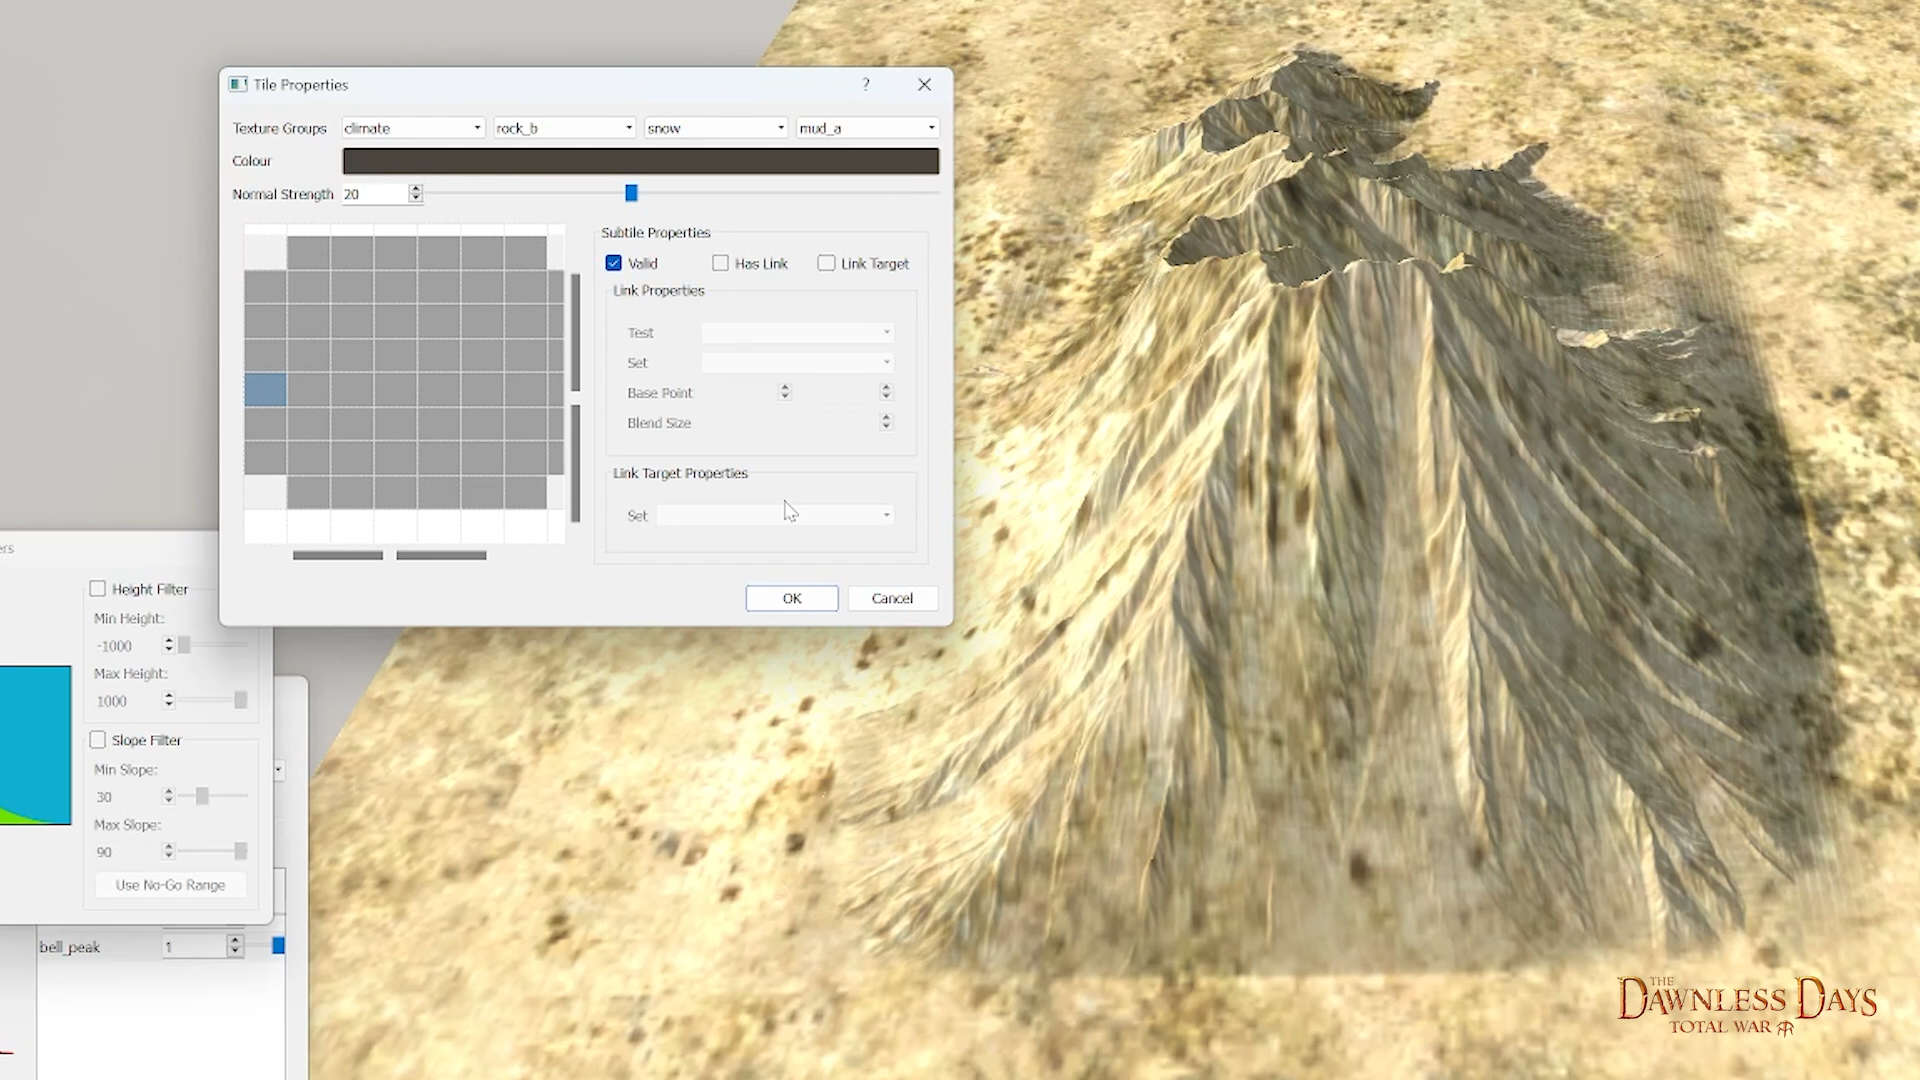 Tile Properties ?
Texture Groups climate rock_b snow mud_a
Colour
Normal Strength 20
Subtile Properties
Valid Has Link Link Target
Link Properties
Test
Set
Base Point
Blend Size
Link Target Properties
Set
OK Cancel
ers
Height Filter
Min Height:
-1000
Max Height:
1000
Slope Filter
Min Slope:
30
Max Slope:
90
Use No-Go Range
bell_peak 1
THE
DAWNLESS DAYS
TOTAL WAR